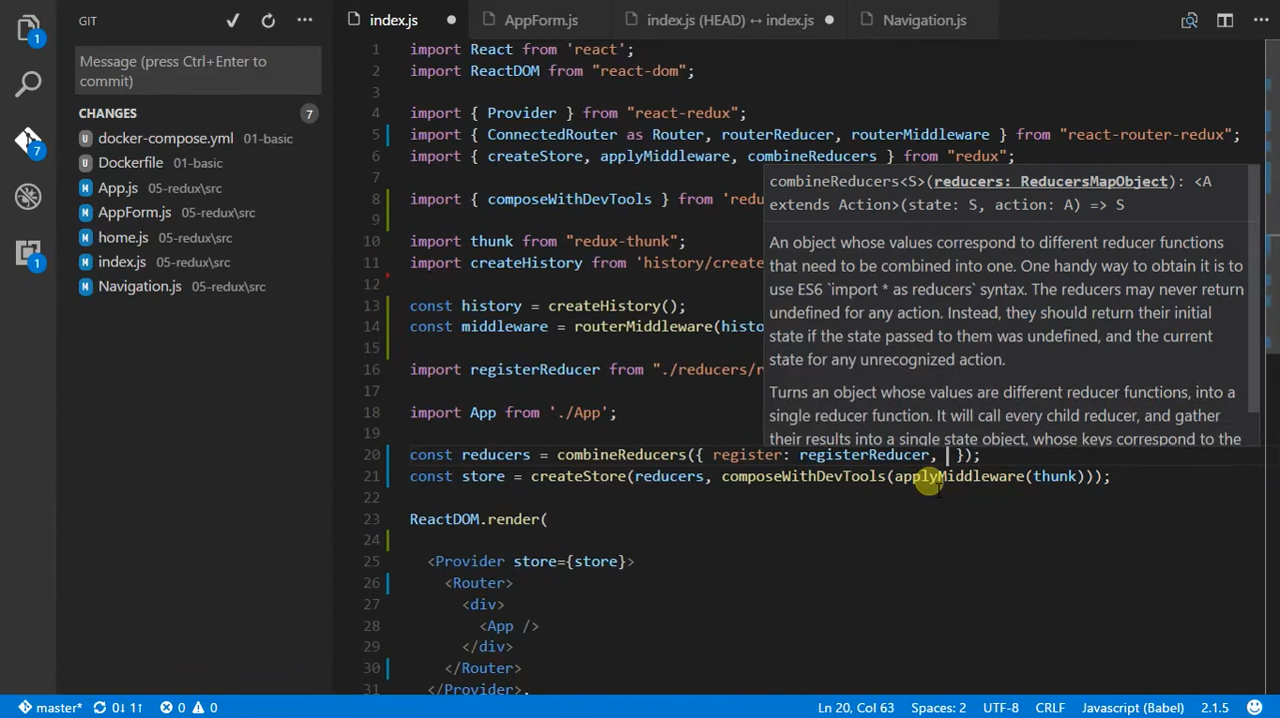 GIT
index.js
AppForm.js
index.js (HEAD) ↔ index.js
Navigation.js
1
Message (press Ctrl+Enter to
commit)
CHANGES 7
docker-compose.yml 01-basic
Dockerfile 01-basic
App.js 05-redux\src
AppForm.js 05-redux\src
home.js 05-redux\src
index.js 05-redux\src
Navigation.js 05-redux\src
U
U
M
M
M
M
M
7
1
1 import React from 'react';
2 import ReactDOM from "react-dom";
3
4 import { Provider } from "react-redux";
5 import { ConnectedRouter as Router, routerReducer, routerMiddleware } from "react-router-redux";
6 import { createStore, applyMiddleware, combineReducers } from "redux";
7
8 import { composeWithDevTools } from 'redu
9
10 import thunk from "redux-thunk";
11 import createHistory from 'history/create
12
13 const history = createHistory();
14 const middleware = routerMiddleware(histo
15
16 import registerReducer from "./reducers/r
17
18 import App from './App';
19
20 const reducers = combineReducers({ register: registerReducer, });
21 const store = createStore(reducers, composeWithDevTools(applyMiddleware(thunk)));
22
23 ReactDOM.render(
24
25 <Provider store={store}>
26 <Router>
27 <div>
28 <App />
29 </div>
30 </Router>
31 </Provider>,
combineReducers<S>(reducers: ReducersMapObject): <A
extends Action>(state: S, action: A) => S
An object whose values correspond to different reducer functions
that need to be combined into one. One handy way to obtain it is to
use ES6 `import * as reducers` syntax. The reducers may never return
undefined for any action. Instead, they should return their initial
state if the state passed to them was undefined, and the current
state for any unrecognized action.
Turns an object whose values are different reducer functions, into a
single reducer function. It will call every child reducer, and gather
their results into a single state object, whose keys correspond to the
master* 0↓ 1↑ 0 0 Ln 20, Col 63 Spaces: 2 UTF-8 CRLF Javascript (Babel) 2.1.5